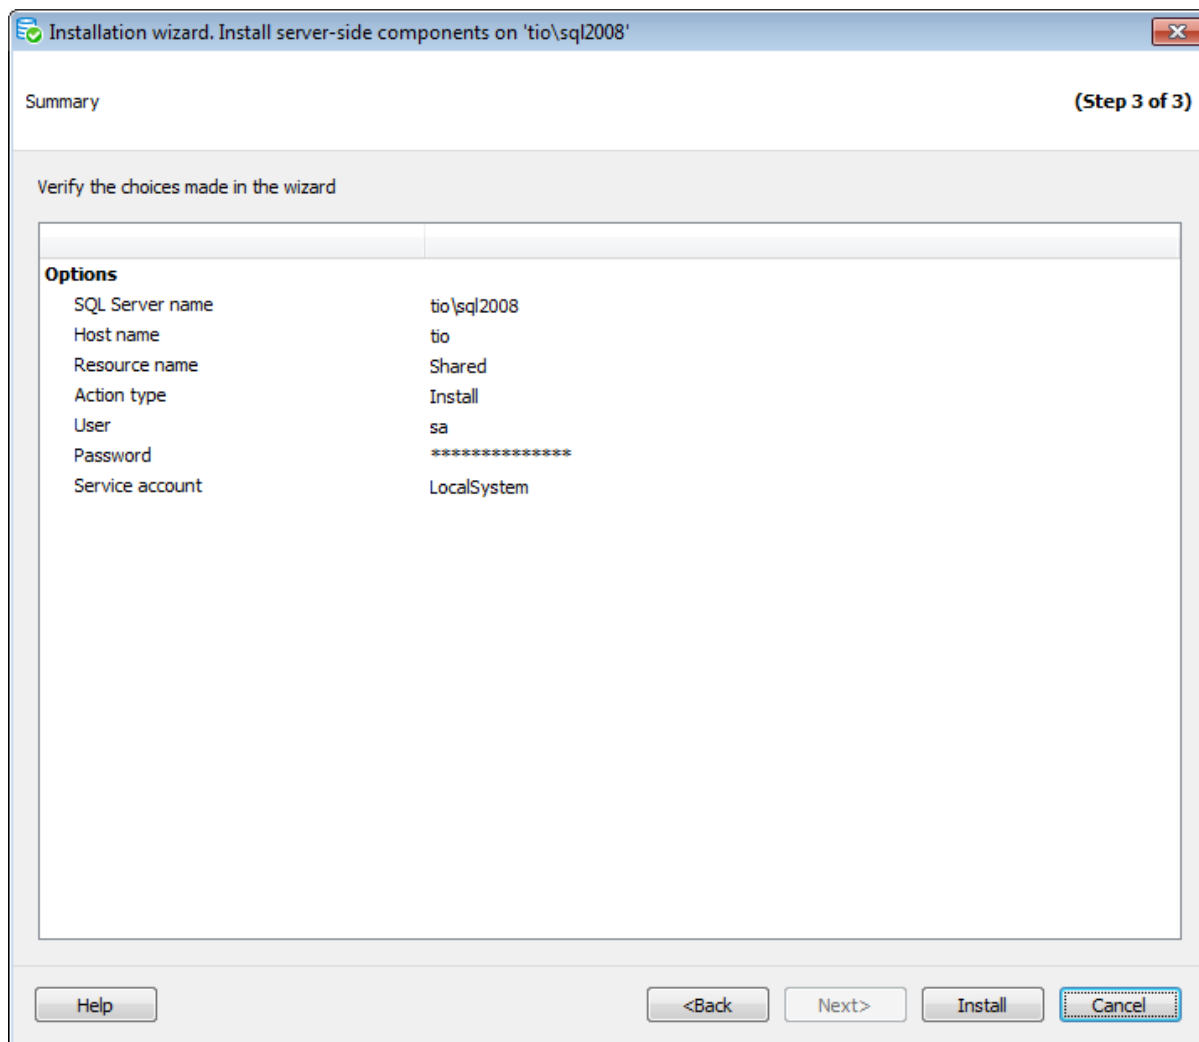 Installation wizard. Install server-side components on 'tio\sql2008'
Summary
(Step 3 of 3)
Verify the choices made in the wizard
Options
SQL Server name tio\sql2008
Host name tio
Resource name Shared
Action type Install
User sa
Password **************
Service account LocalSystem
Help <Back Next> Install Cancel